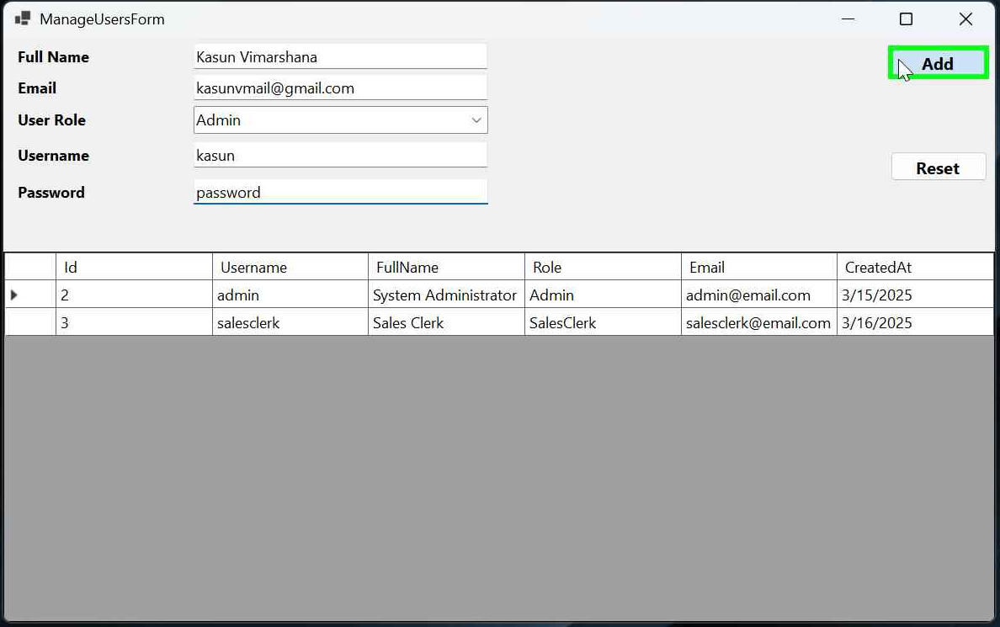 ManageUsersForm
Full Name Kasun Vimarshana Add
Email kasunvmail@gmail.com
User Role Admin
Username kasun Reset
Password password
Id Username FullName Role Email CreatedAt
2 admin System Administrator Admin admin@email.com 3/15/2025
3 salesclerk Sales Clerk SalesClerk salesclerk@email.com 3/16/2025